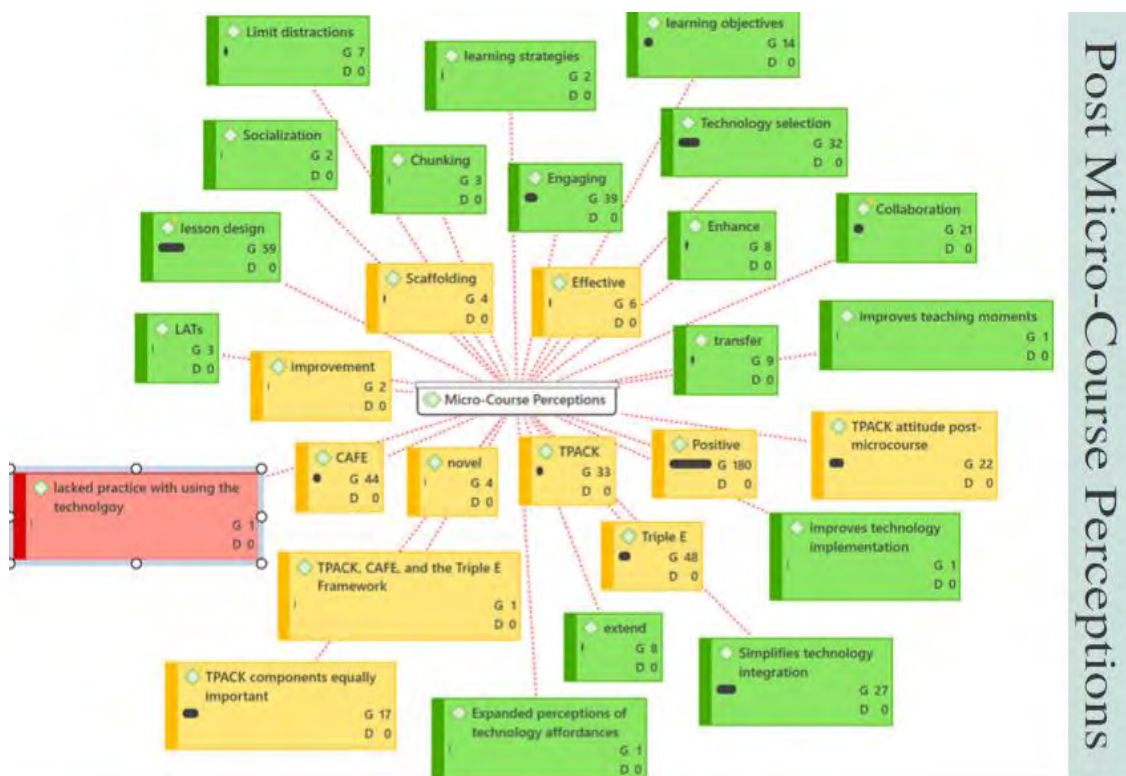 Post Micro-Course Perceptions
Limit distractions
G 7
D 0
learning strategies
G 2
D 0
learning objectives
G 14
D 0
Socialization
G 2
D 0
Chunking
G 3
D 0
Engaging
G 39
D 0
Technology selection
G 32
D 0
lesson design
G 59
D 0
Scaffolding
G 4
D 0
Effective
G 6
D 0
Enhance
G 8
D 0
Collaboration
G 21
D 0
LATs
G 3
D 0
improvement
G 2
D 0
transfer
G 9
D 0
improves teaching moments
G 1
D 0
Micro-Course Perceptions
lacked practice with using the
technolgoy
G 1
D 0
CAFE
G 44
D 0
novel
G 4
D 0
TPACK
G 33
D 0
Positive
G 180
D 0
TPACK attitude post-
microcourse
G 22
D 0
TPACK, CAFE, and the Triple E
Framework
G 1
D 0
Triple E
G 48
D 0
improves technology
implementation
G 1
D 0
TPACK components equally
important
G 17
D 0
extend
G 8
D 0
Simplifies technology
integration
G 27
D 0
Expanded perceptions of
technology affordances
G 1
D 0